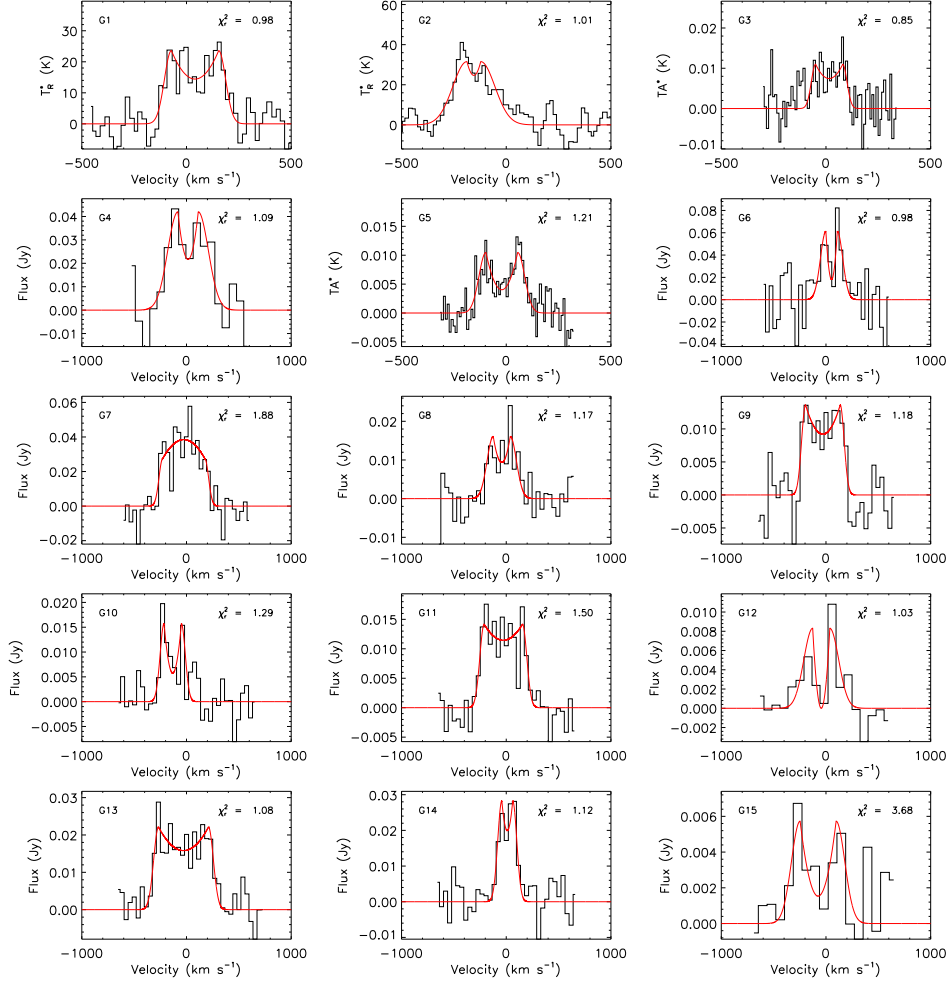 G1 χ²ᵣ = 0.98
T*R (K)
30
20
10
0
-500 0 500
Velocity (km s⁻¹)
G2 χ²ᵣ = 1.01
T*R (K)
60
40
20
0
-500 0 500
Velocity (km s⁻¹)
G3 χ²ᵣ = 0.85
TA* (K)
0.02
0.01
0.00
-0.01
-500 0 500
Velocity (km s⁻¹)
G4 χ²ᵣ = 1.09
Flux (Jy)
0.04
0.03
0.02
0.01
0.00
-0.01
-1000 0 1000
Velocity (km s⁻¹)
G5 χ²ᵣ = 1.21
TA* (K)
0.015
0.010
0.005
0.000
-0.005
-500 0 500
Velocity (km s⁻¹)
G6 χ²ᵣ = 0.98
Flux (Jy)
0.08
0.06
0.04
0.02
0.00
-0.02
-0.04
-1000 0 1000
Velocity (km s⁻¹)
G7 χ²ᵣ = 1.88
Flux (Jy)
0.06
0.04
0.02
0.00
-0.02
-1000 0 1000
Velocity (km s⁻¹)
G8 χ²ᵣ = 1.17
Flux (Jy)
0.02
0.01
0.00
-0.01
-1000 0 1000
Velocity (km s⁻¹)
G9 χ²ᵣ = 1.18
Flux (Jy)
0.010
0.005
0.000
-0.005
-1000 0 1000
Velocity (km s⁻¹)
G10 χ²ᵣ = 1.29
Flux (Jy)
0.020
0.015
0.010
0.005
0.000
-0.005
-1000 0 1000
Velocity (km s⁻¹)
G11 χ²ᵣ = 1.50
Flux (Jy)
0.015
0.010
0.005
0.000
-0.005
-1000 0 1000
Velocity (km s⁻¹)
G12 χ²ᵣ = 1.03
Flux (Jy)
0.010
0.008
0.006
0.004
0.002
0.000
-0.002
-1000 0 1000
Velocity (km s⁻¹)
G13 χ²ᵣ = 1.08
Flux (Jy)
0.03
0.02
0.01
0.00
-1000 0 1000
Velocity (km s⁻¹)
G14 χ²ᵣ = 1.12
Flux (Jy)
0.03
0.02
0.01
0.00
-0.01
-1000 0 1000
Velocity (km s⁻¹)
G15 χ²ᵣ = 3.68
Flux (Jy)
0.006
0.004
0.002
0.000
-1000 0 1000
Velocity (km s⁻¹)